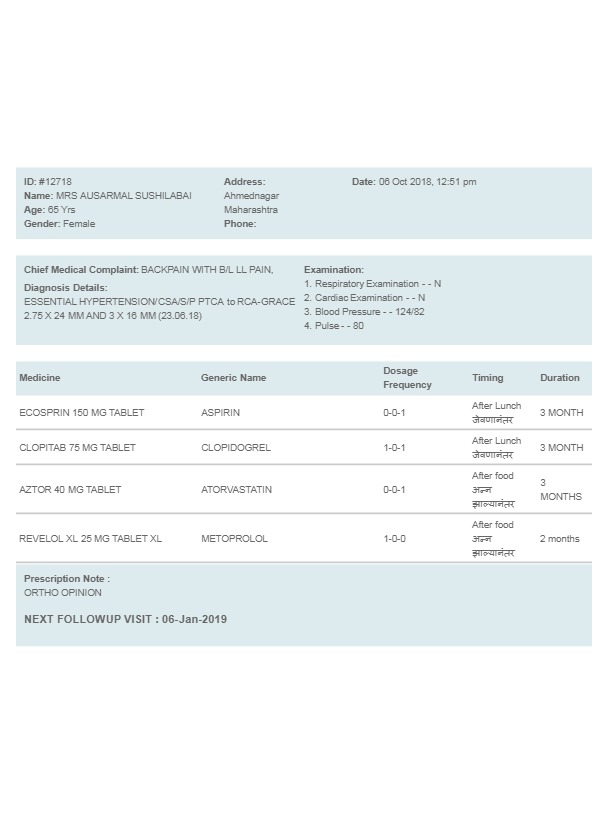 ID: #12718
Name: MRS AUSARMAL SUSHILABAI
Age: 65 Yrs
Gender: Female
Address:
Ahmednagar
Maharashtra
Phone:
Date: 06 Oct 2018, 12:51 pm
Chief Medical Complaint: BACKPAIN WITH B/L LL PAIN,
Diagnosis Details:
ESSENTIAL HYPERTENSION/CSA/S/P PTCA to RCA-GRACE
2.75 X 24 MM AND 3 X 16 MM (23.06.18)
Examination:
1. Respiratory Examination - - N
2. Cardiac Examination - - N
3. Blood Pressure - - 124/82
4. Pulse - - 80
Medicine Generic Name Dosage Frequency Timing Duration
ECOSPRIN 150 MG TABLET ASPIRIN 0-0-1 After Lunch जेवणानंतर 3 MONTH
CLOPITAB 75 MG TABLET CLOPIDOGREL 1-0-1 After Lunch जेवणानंतर 3 MONTH
AZTOR 40 MG TABLET ATORVASTATIN 0-0-1 After food अन्न झाल्यानंतर 3 MONTHS
REVELOL XL 25 MG TABLET XL METOPROLOL 1-0-0 After food अन्न झाल्यानंतर 2 months
Prescription Note :
ORTHO OPINION
NEXT FOLLOWUP VISIT : 06-Jan-2019